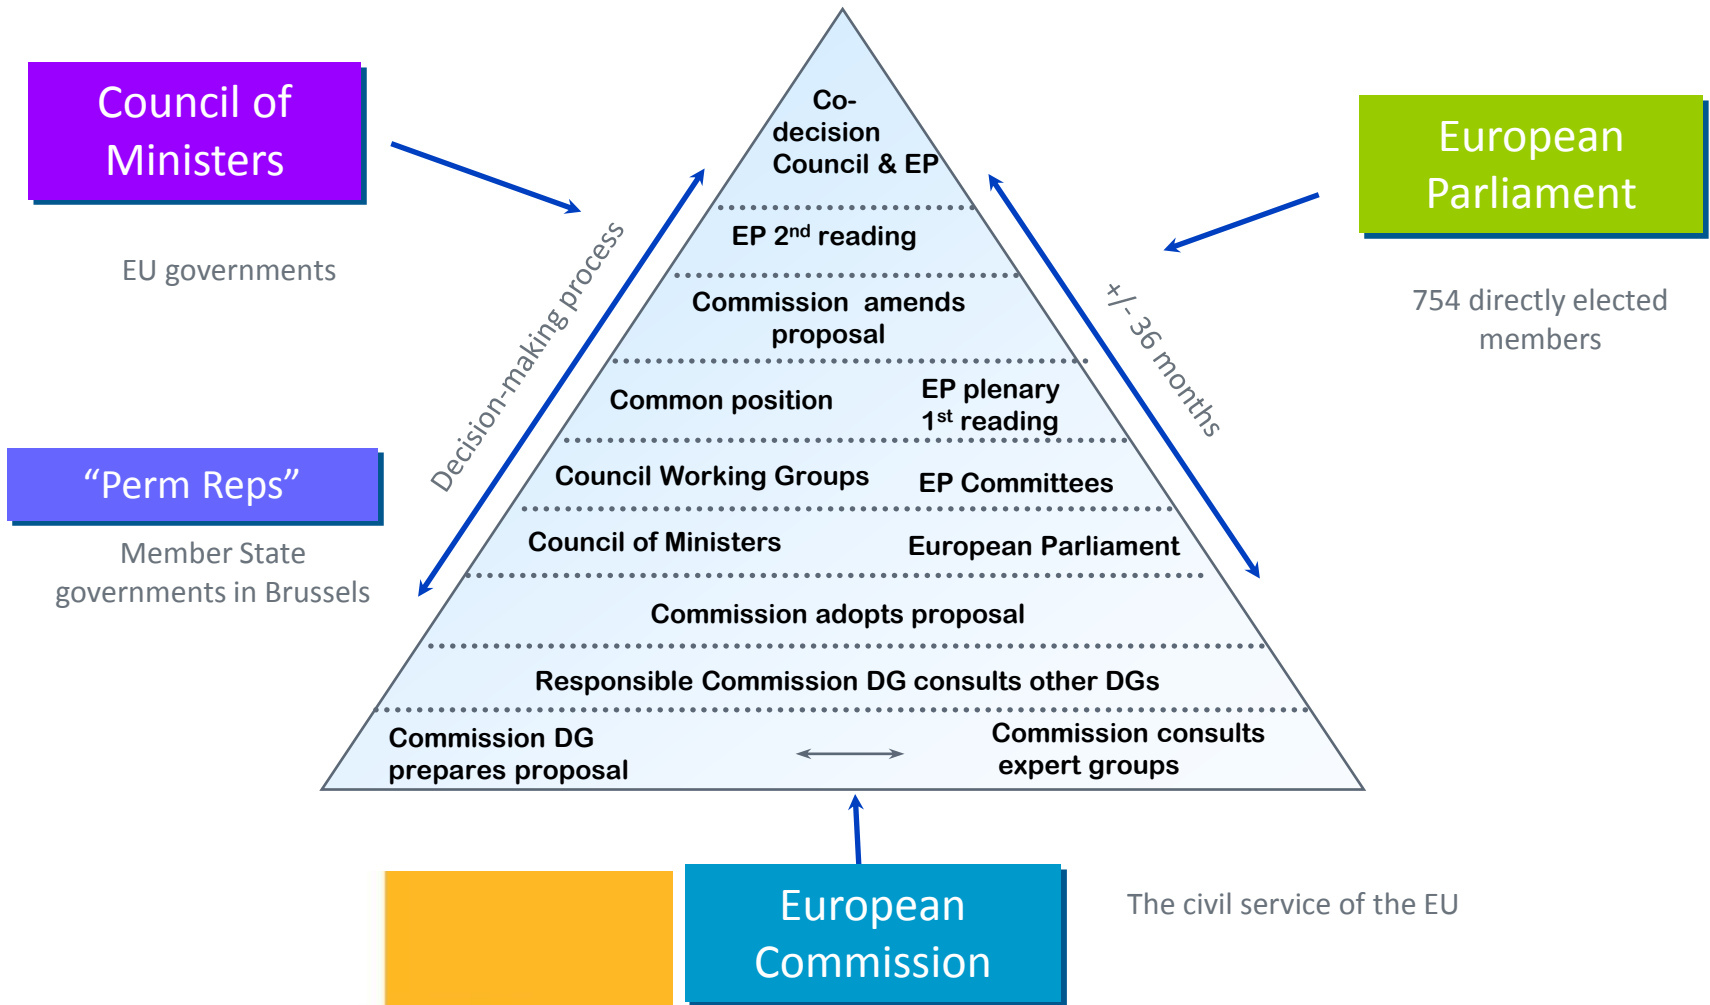 Council of
Ministers
EU governments
“Perm Reps”
Member State
governments in Brussels
Decision-making process
Co-
decision
Council & EP
EP 2nd reading
Commission amends
proposal
Common position
EP plenary
1st reading
Council Working Groups
EP Committees
Council of Ministers
European Parliament
Commission adopts proposal
Responsible Commission DG consults other DGs
Commission DG
prepares proposal
Commission consults
expert groups
+/- 36 months
European
Parliament
754 directly elected
members
European
Commission
The civil service of the EU